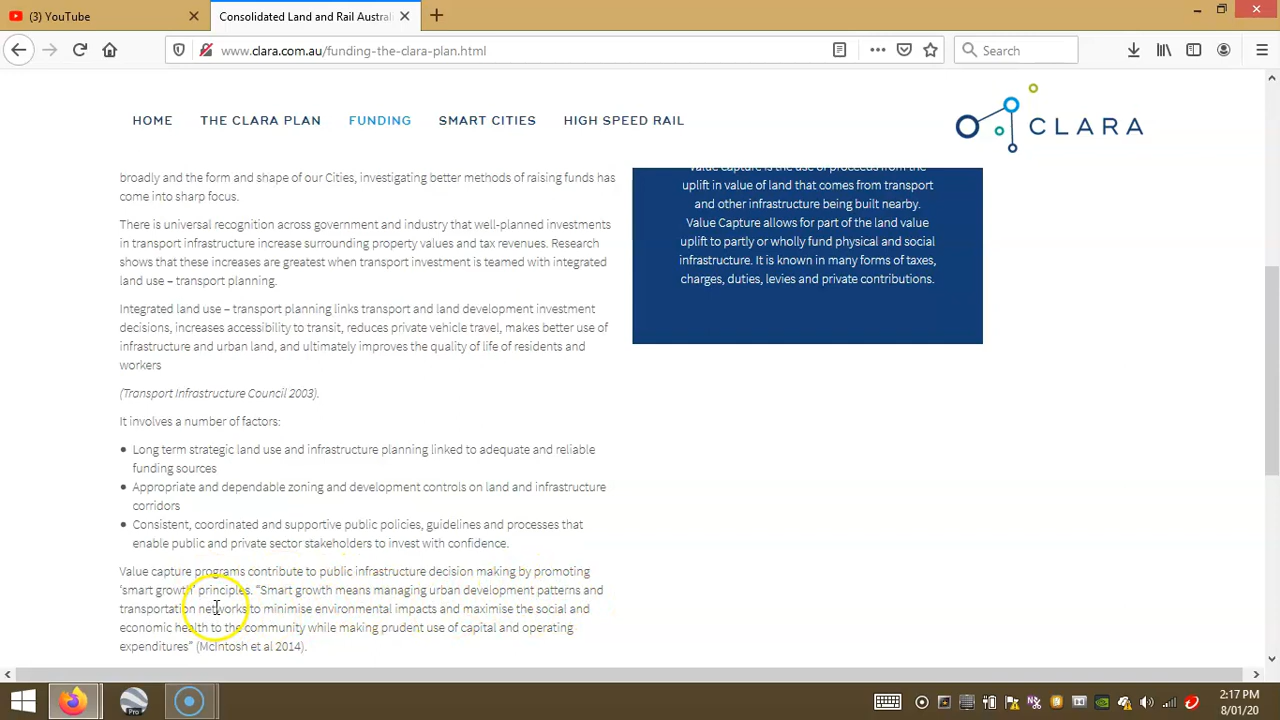 (3) YouTube
Consolidated Land and Rail Austral
www.clara.com.au/funding-the-clara-plan.html
Search
HOME
THE CLARA PLAN
FUNDING
SMART CITIES
HIGH SPEED RAIL
CLARA
broadly and the form and shape of our Cities, investigating better methods of raising funds has
come into sharp focus.
There is universal recognition across government and industry that well-planned investments
in transport infrastructure increase surrounding property values and tax revenues. Research
shows that these increases are greatest when transport investment is teamed with integrated
land use – transport planning.
Integrated land use – transport planning links transport and land development investment
decisions, increases accessibility to transit, reduces private vehicle travel, makes better use of
infrastructure and urban land, and ultimately improves the quality of life of residents and
workers
(Transport Infrastructure Council 2003).
It involves a number of factors:
Long term strategic land use and infrastructure planning linked to adequate and reliable
funding sources
Appropriate and dependable zoning and development controls on land and infrastructure
corridors
Consistent, coordinated and supportive public policies, guidelines and processes that
enable public and private sector stakeholders to invest with confidence.
Value capture programs contribute to public infrastructure decision making by promoting
'smart growth' principles. "Smart growth means managing urban development patterns and
transportation networks to minimise environmental impacts and maximise the social and
economic health to the community while making prudent use of capital and operating
expenditures" (McIntosh et al 2014).
Value Capture is the use of procceds from the
uplift in value of land that comes from transport
and other infrastructure being built nearby.
Value Capture allows for part of the land value
uplift to partly or wholly fund physical and social
infrastructure. It is known in many forms of taxes,
charges, duties, levies and private contributions.
Pro
2:17 PM
8/01/20